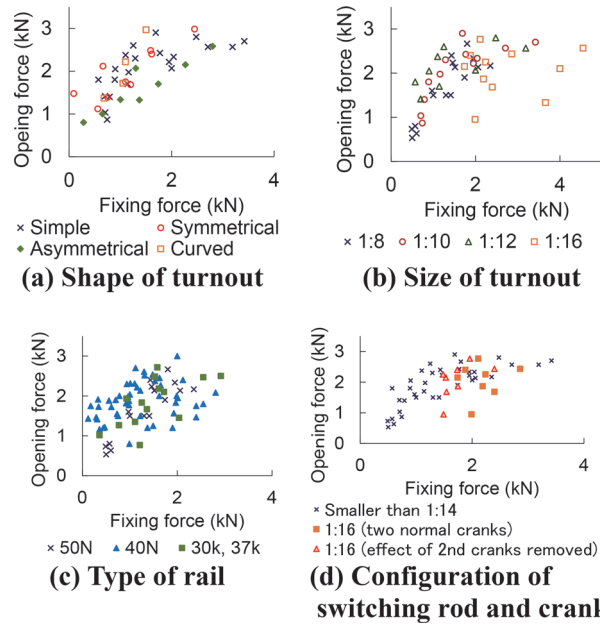 Opening force (kN)
3
2
1
0
0 2 4
Fixing force (kN)
Simple Symmetrical
Asymmetrical Curved
(a) Shape of turnout
Opening force (kN)
3
2
1
0
0 2 4
Fixing force (kN)
1:8 1:10 1:12 1:16
(b) Size of turnout
Opening force (kN)
3
2
1
0
0 2 4
Fixing force (kN)
50N 40N 30k, 37k
(c) Type of rail
Opening force (kN)
3
2
1
0
0 2 4
Fixing force (kN)
Smaller than 1:14
1:16 (two normal cranks)
1:16 (effect of 2nd cranks removed)
(d) Configuration of
switching rod and crank